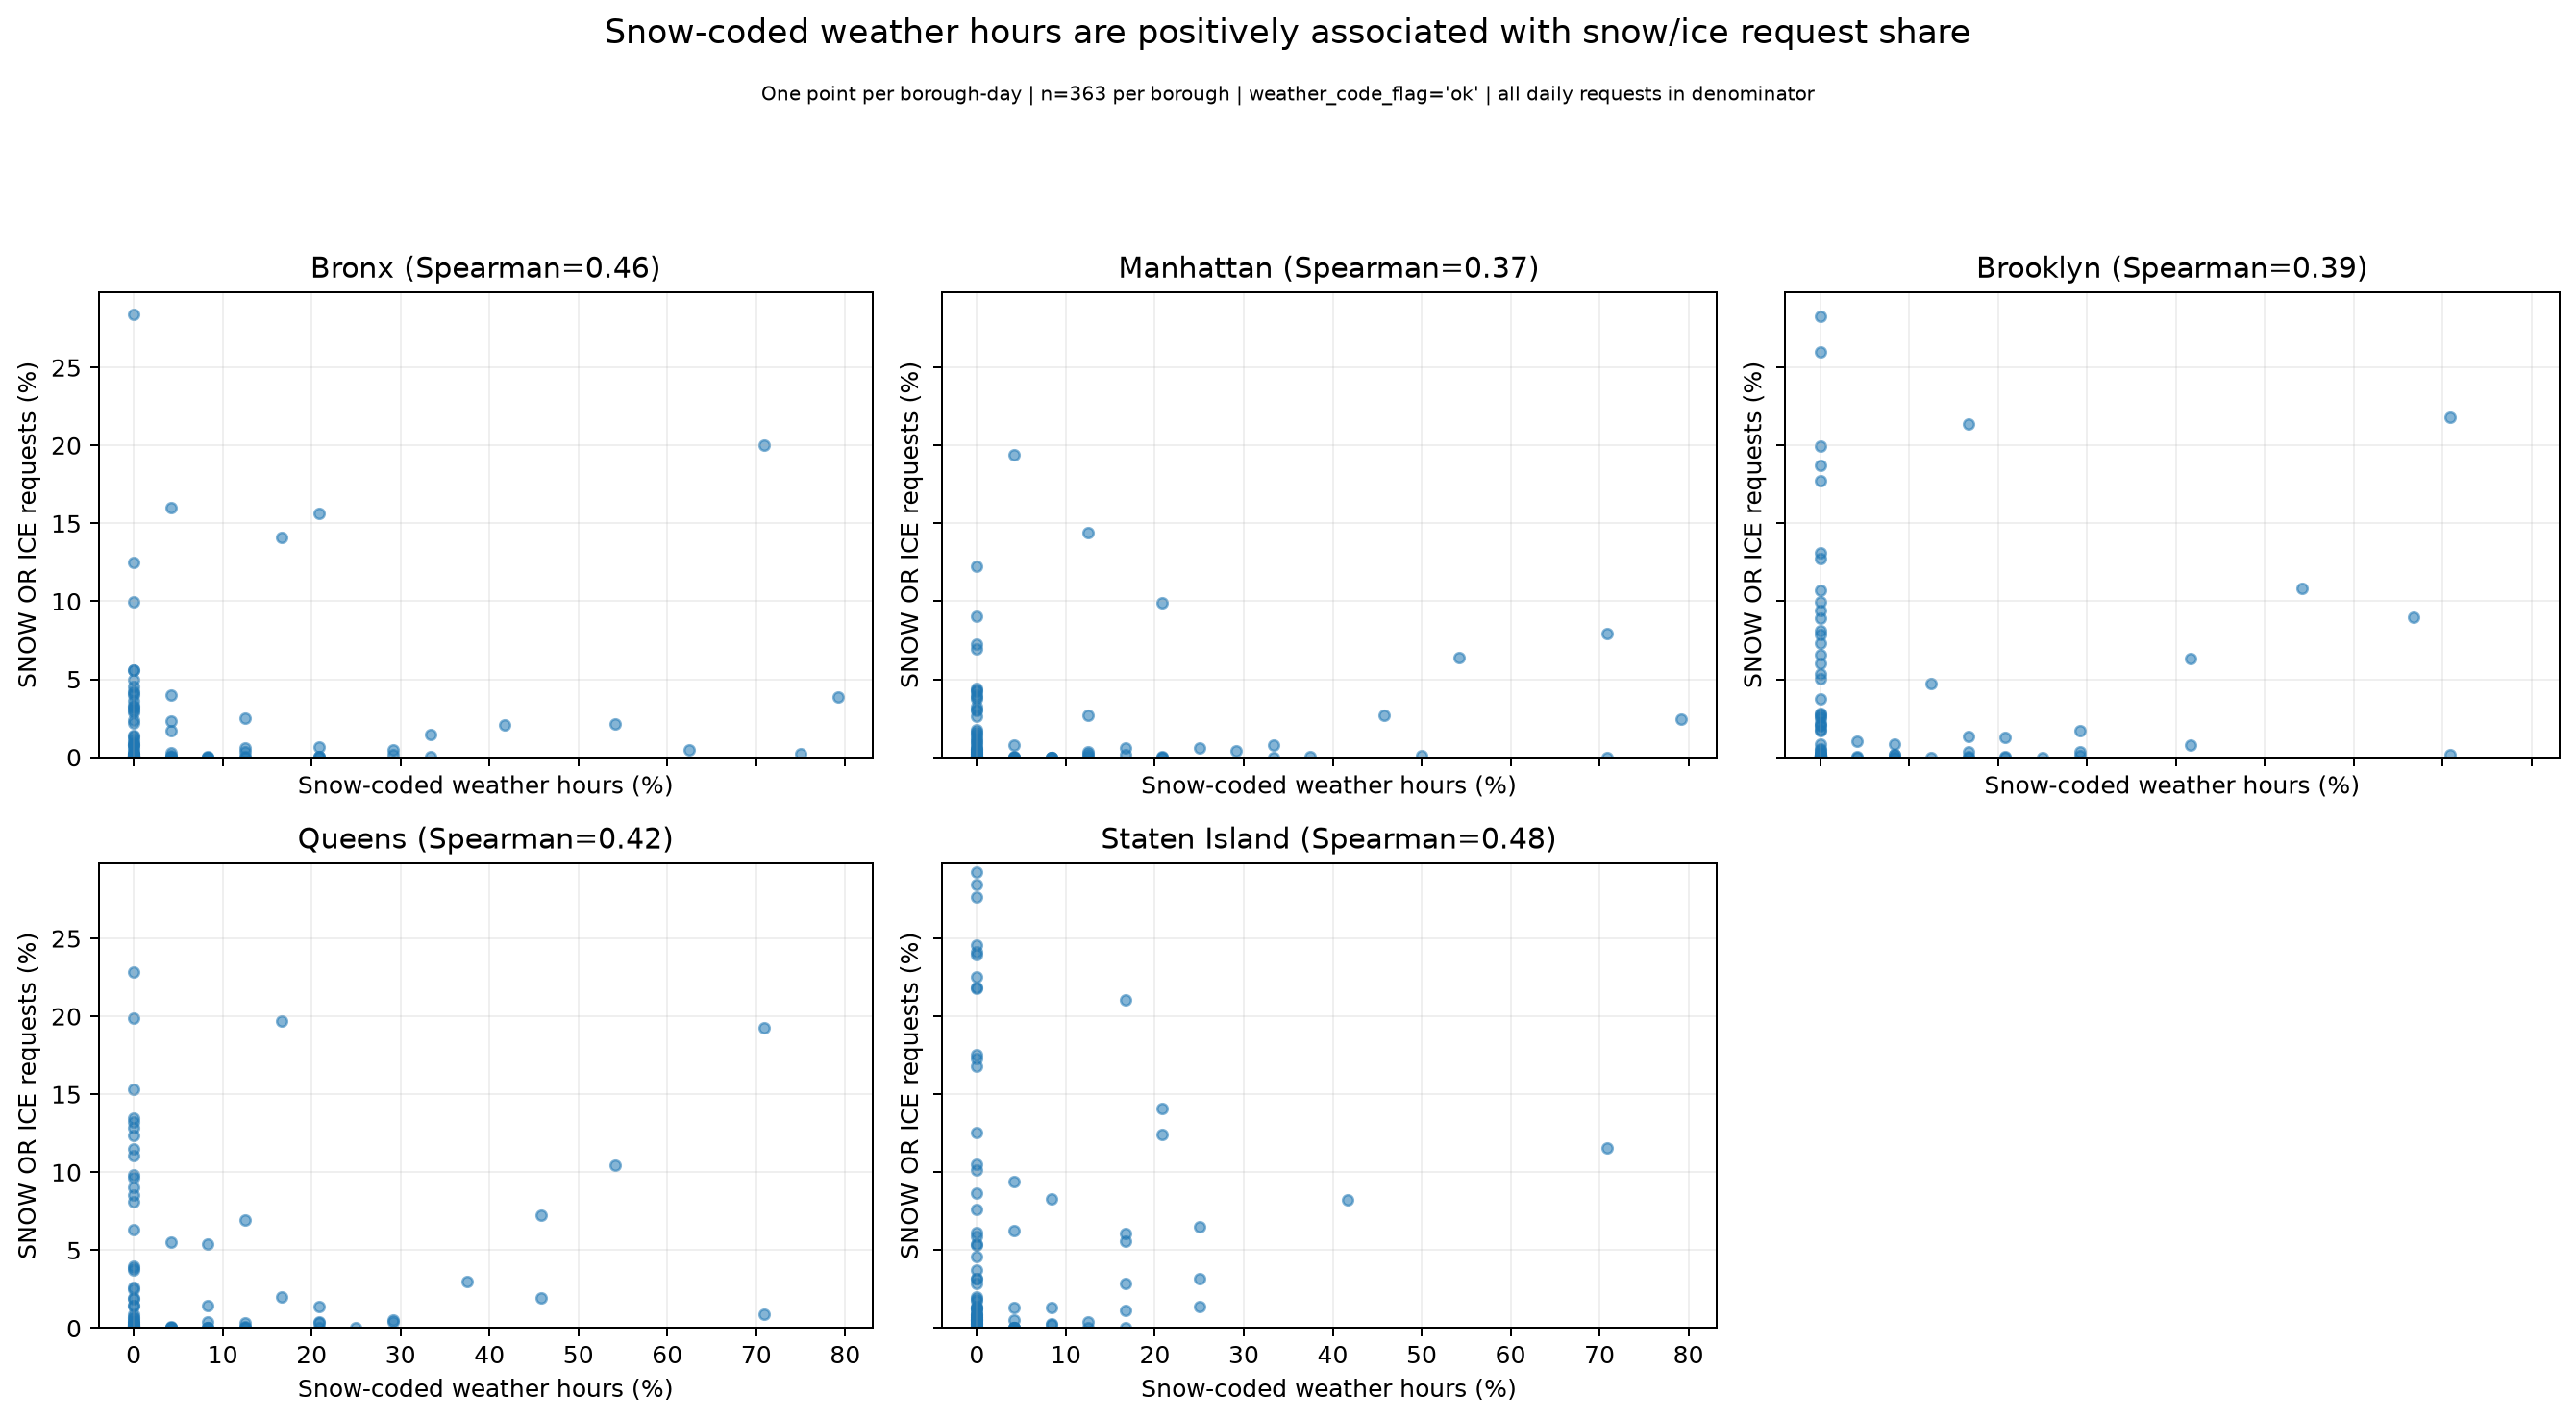 Snow-coded weather hours are positively associated with snow/ice request share
One point per borough-day | n=363 per borough | weather_code_flag='ok' | all daily requests in denominator
Bronx (Spearman=0.46)
SNOW OR ICE requests (%)
25
20
15
10
5
0
Snow-coded weather hours (%)
Manhattan (Spearman=0.37)
SNOW OR ICE requests (%)
Snow-coded weather hours (%)
Brooklyn (Spearman=0.39)
SNOW OR ICE requests (%)
Snow-coded weather hours (%)
Queens (Spearman=0.42)
SNOW OR ICE requests (%)
25
20
15
10
5
0
0 10 20 30 40 50 60 70 80
Snow-coded weather hours (%)
Staten Island (Spearman=0.48)
SNOW OR ICE requests (%)
0 10 20 30 40 50 60 70 80
Snow-coded weather hours (%)